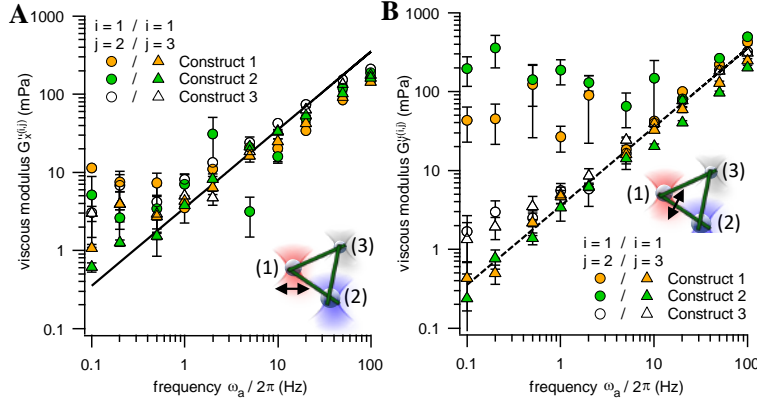 A
i = 1 / i = 1
j = 2 / j = 3
Construct 1
Construct 2
Construct 3
viscous modulus G''x(i,j) (mPa)
1000
100
10
1
0.1
(1)
(3)
(2)
0.1
1
10
100
frequency ωa / 2π (Hz)
B
viscous modulus G''y(i,j) (mPa)
1000
100
10
1
0.1
(3)
(1)
(2)
i = 1 / i = 1
j = 2 / j = 3
Construct 1
Construct 2
Construct 3
0.1
1
10
100
frequency ωa / 2π (Hz)